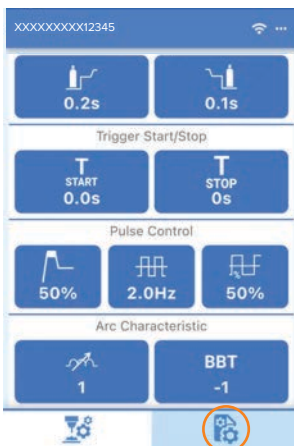 XXXXXXXXX12345
0.2s 0.1s
Trigger Start/Stop
T T
START STOP
0.0s 0s
Pulse Control
50% 2.0Hz 50%
Arc Characteristic
1 BBT
-1